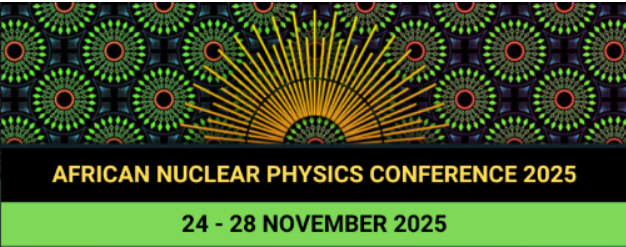 AFRICAN NUCLEAR PHYSICS CONFERENCE 2025
24 - 28 NOVEMBER 2025